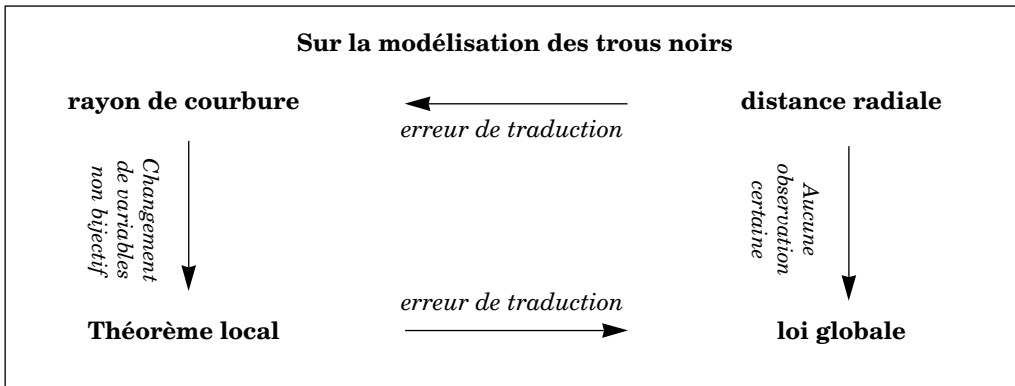 Sur la modélisation des trous noirs
rayon de courbure
distance radiale
erreur de traduction
Changement
de variables
non bijectif
Aucune
observation
certaine
erreur de traduction
Théorème local
loi globale